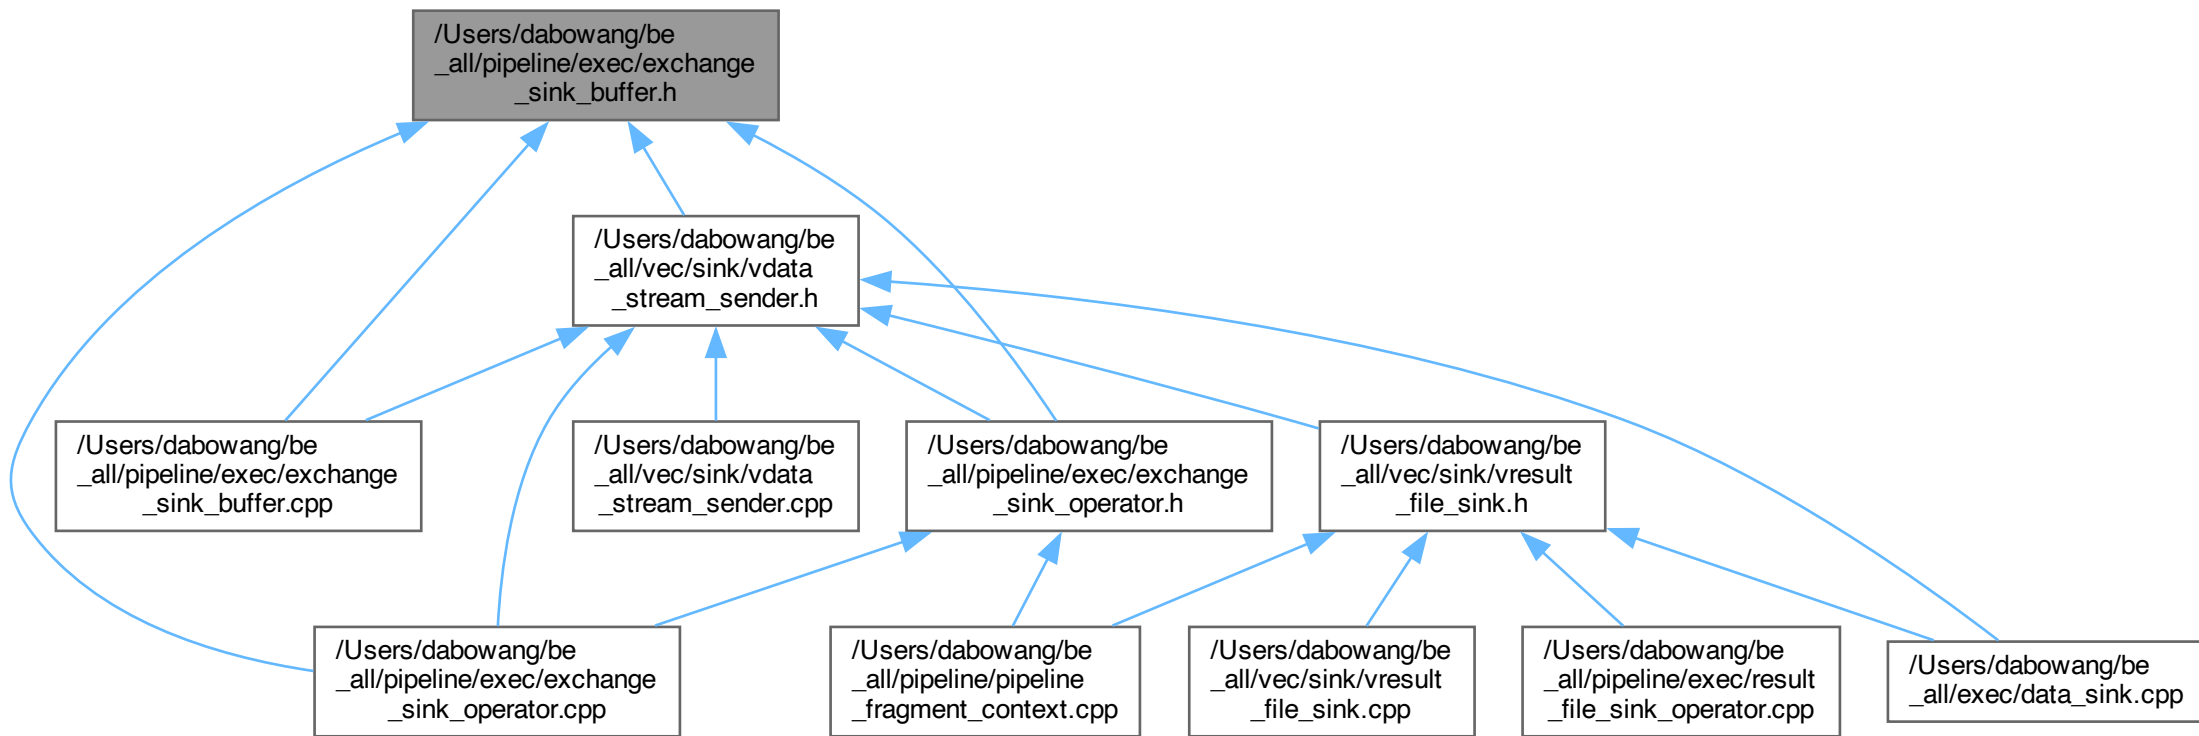 /Users/dabowang/be
_all/pipeline/exec/exchange
_sink_buffer.h
/Users/dabowang/be
_all/vec/sink/vdata
_stream_sender.h
/Users/dabowang/be
_all/pipeline/exec/exchange
_sink_buffer.cpp
/Users/dabowang/be
_all/vec/sink/vdata
_stream_sender.cpp
/Users/dabowang/be
_all/pipeline/exec/exchange
_sink_operator.h
/Users/dabowang/be
_all/vec/sink/vresult
_file_sink.h
/Users/dabowang/be
_all/pipeline/exec/exchange
_sink_operator.cpp
/Users/dabowang/be
_all/pipeline/pipeline
_fragment_context.cpp
/Users/dabowang/be
_all/vec/sink/vresult
_file_sink.cpp
/Users/dabowang/be
_all/pipeline/exec/result
_file_sink_operator.cpp
/Users/dabowang/be
_all/exec/data_sink.cpp